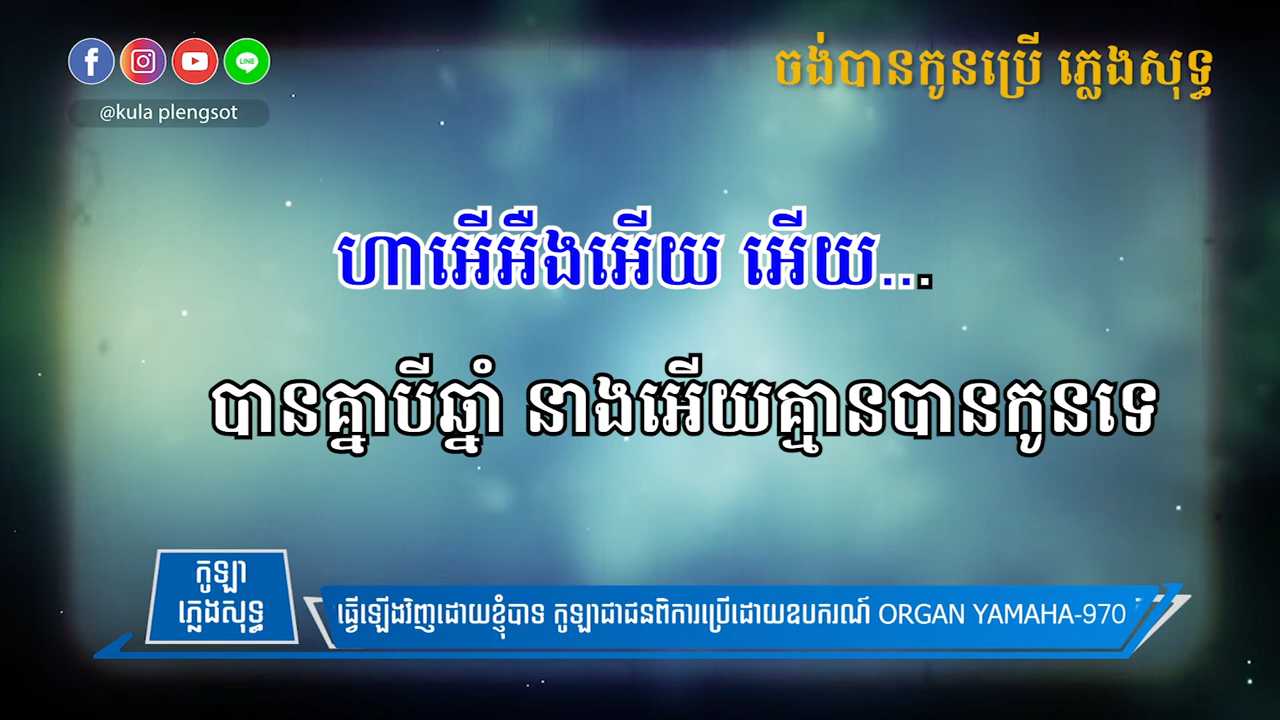 ចង់បានកូនប្រើ ភ្លេងសុទ្ធ
LINE
@kula plengsot
ហាអើអឺងអើយ អើយ...
បានគ្នាបីឆ្នាំ នាងអើយគ្មានបានកូនទេ
កូឡា
ភ្លេងសុទ្ធ
ធ្វើឡើងវិញដោយខ្ញុំបាទ កូឡាជាជនពិការប្រើដោយឧបករណ៍ ORGAN YAMAHA-970